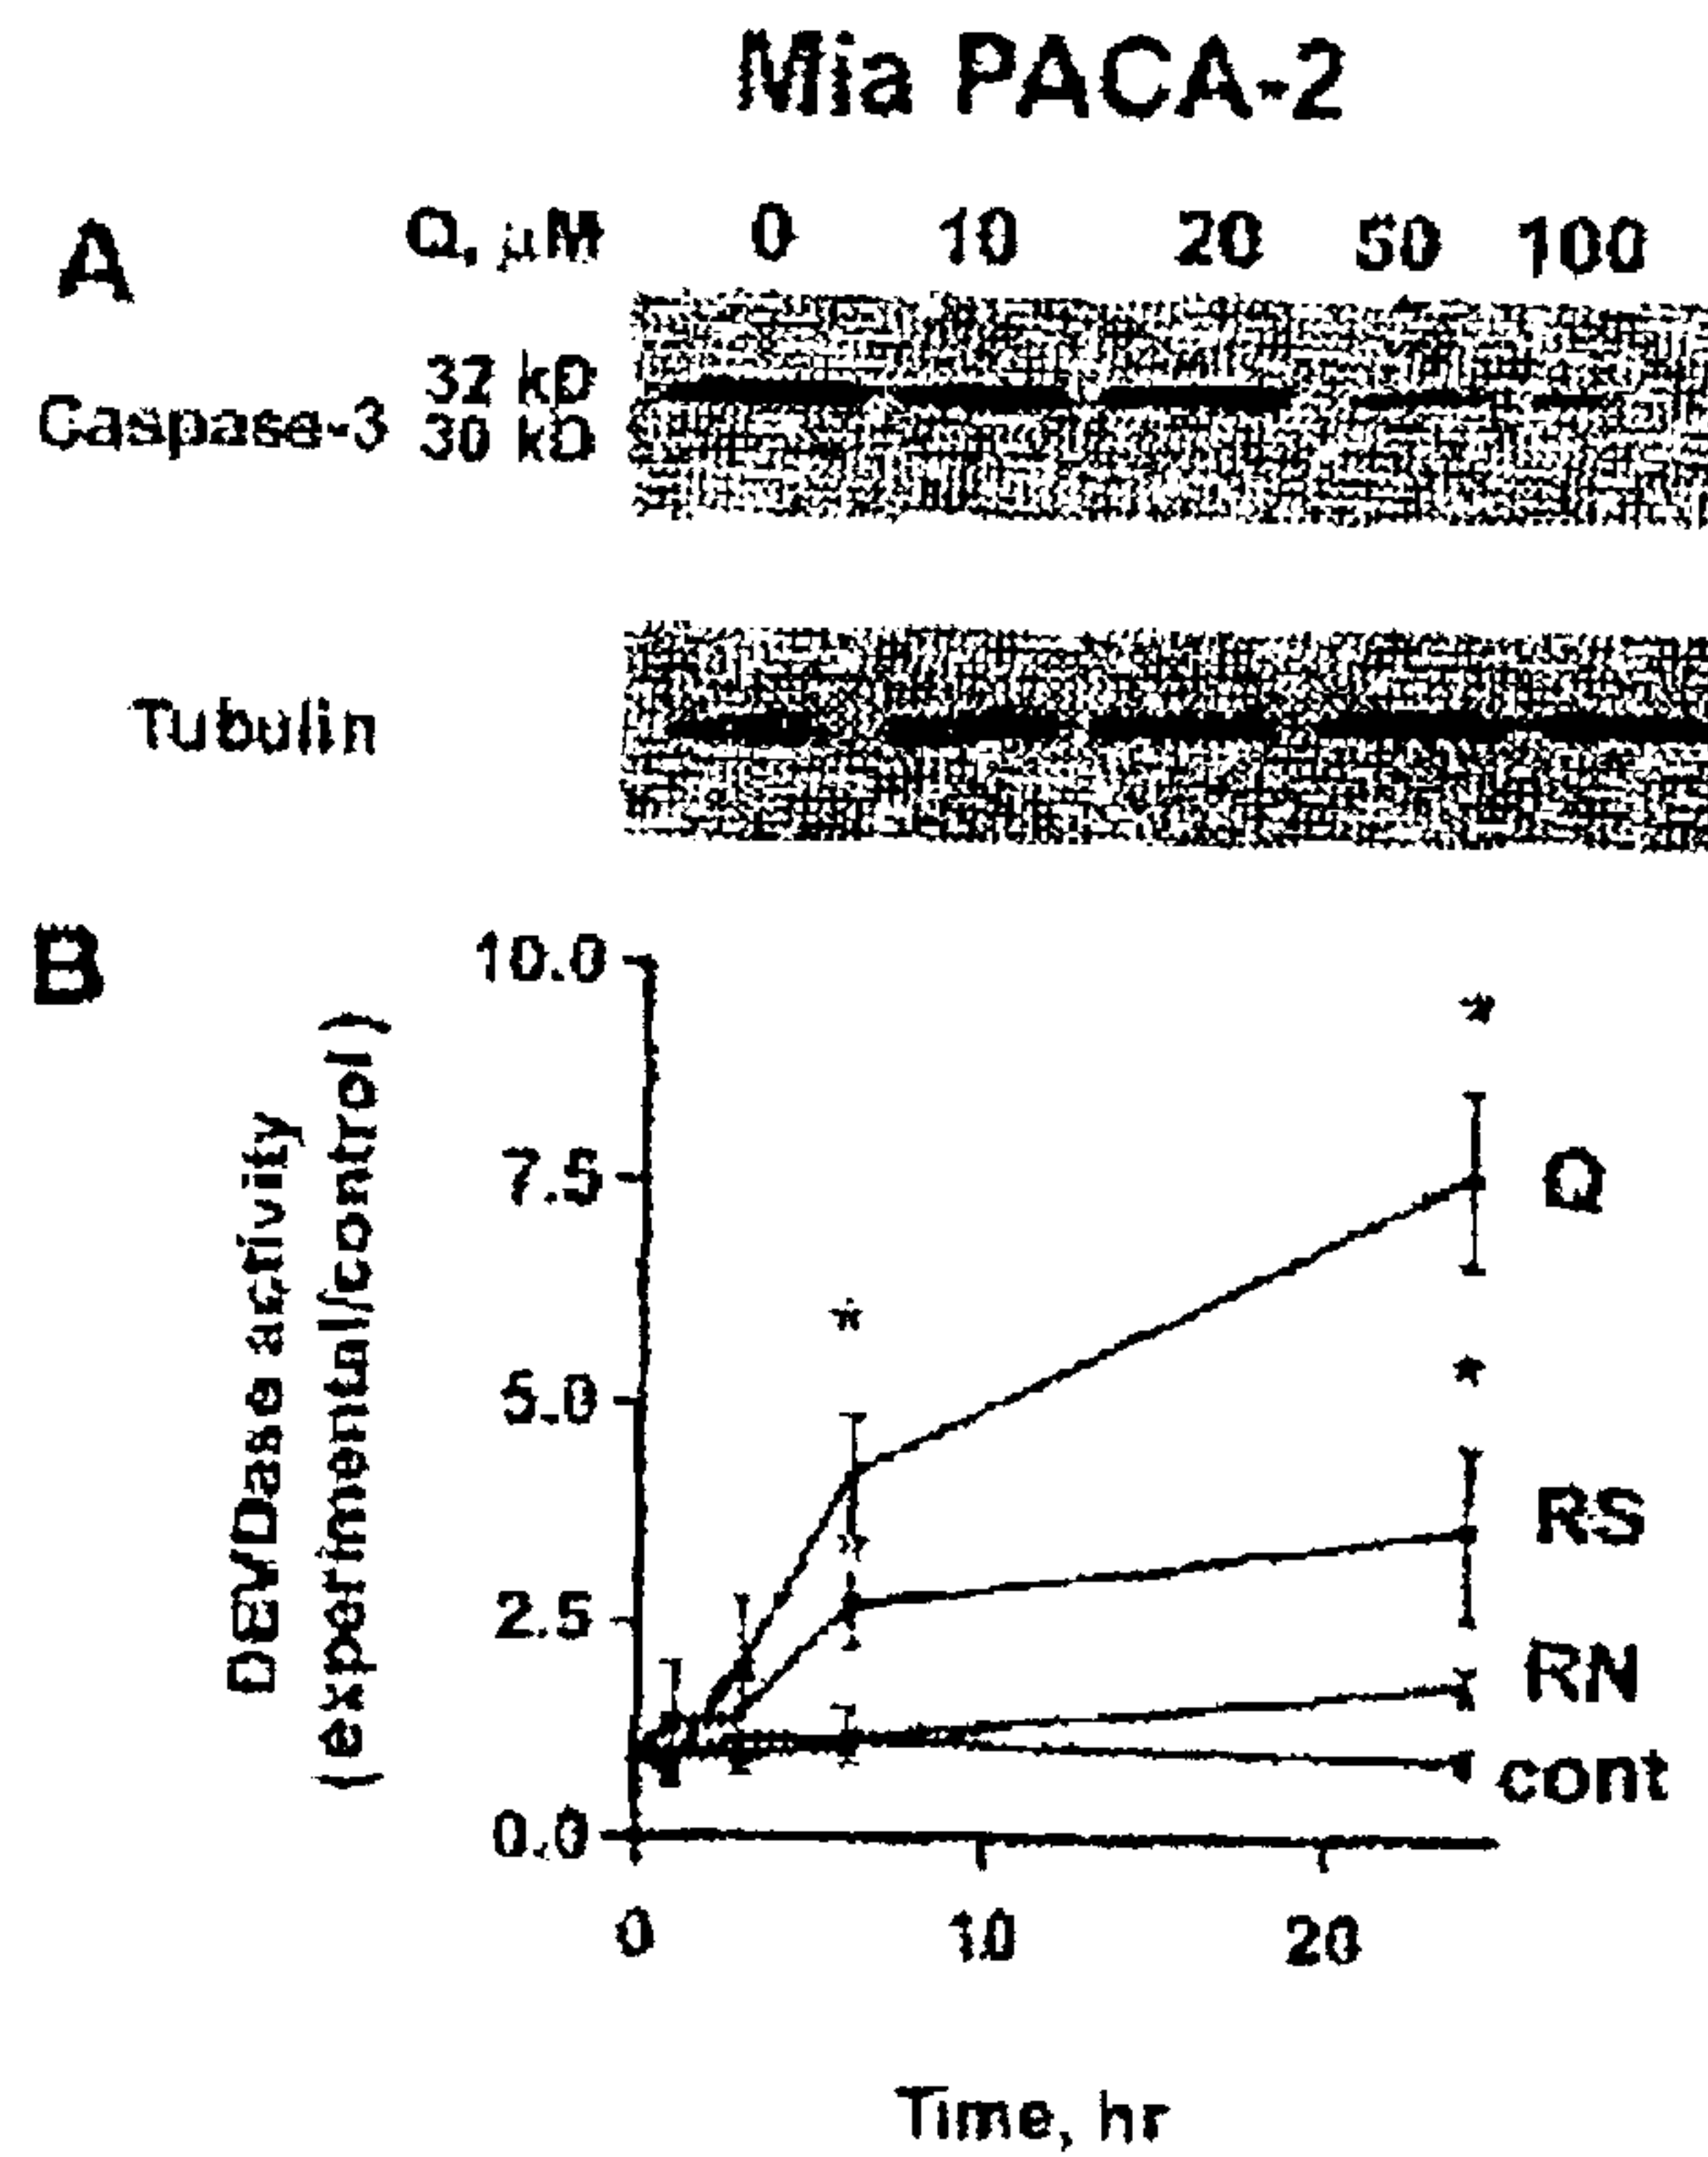 Mia PACA-2
A
Q, μM 0 10 20 50 100
Caspase-3
32 kD
30 kD
Tubulin
B
DEVDase activity
(experimental/control)
10.0
7.5
5.0
2.5
0.0
*
*
*
Q
RS
RN
cont
0 10 20
Time, hr